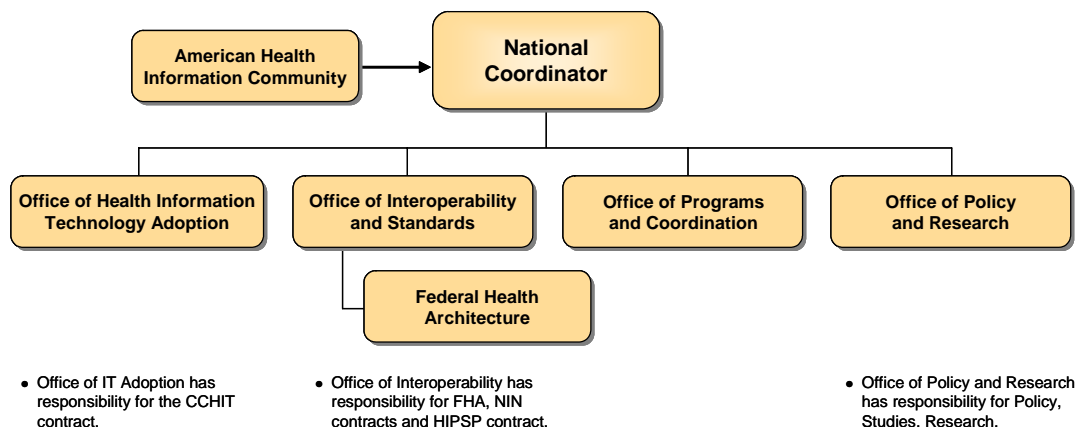 American Health
Information Community
National
Coordinator
Office of Health Information
Technology Adoption
Office of Interoperability
and Standards
Office of Programs
and Coordination
Office of Policy
and Research
Federal Health
Architecture
• Office of IT Adoption has
responsibility for the CCHIT
contract.
• Office of Interoperability has
responsibility for FHA, NIN
contracts and HIPSP contract.
• Office of Policy and Research
has responsibility for Policy,
Studies, Research.